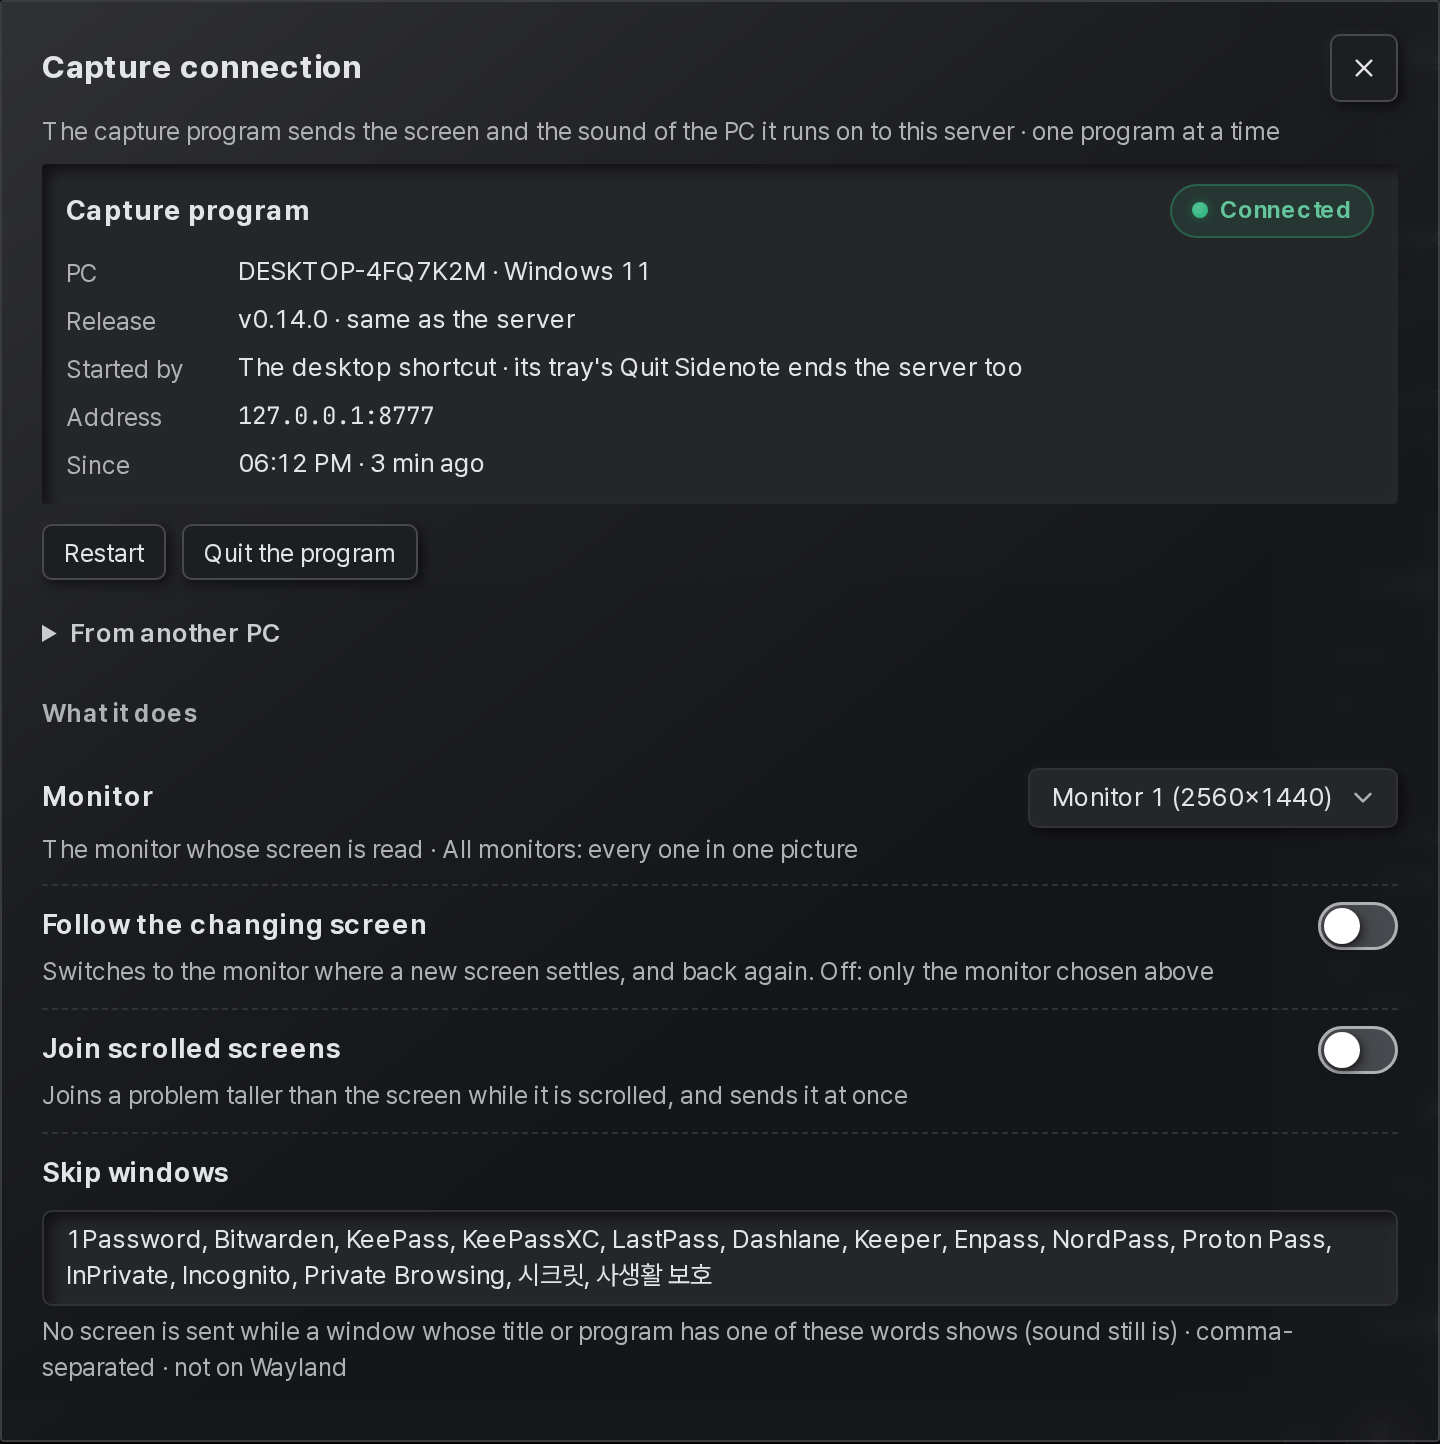 Capture connection
The capture program sends the screen and the sound of the PC it runs on to this server · one program at a time
Capture program
Connected
PC DESKTOP-4FQ7K2M · Windows 11
Release v0.14.0 · same as the server
Started by The desktop shortcut · its tray's Quit Sidenote ends the server too
Address 127.0.0.1:8777
Since 06:12 PM · 3 min ago
Restart Quit the program
From another PC
What it does
Monitor Monitor 1 (2560×1440)
The monitor whose screen is read · All monitors: every one in one picture
Follow the changing screen
Switches to the monitor where a new screen settles, and back again. Off: only the monitor chosen above
Join scrolled screens
Joins a problem taller than the screen while it is scrolled, and sends it at once
Skip windows
1Password, Bitwarden, KeePass, KeePassXC, LastPass, Dashlane, Keeper, Enpass, NordPass, Proton Pass,
InPrivate, Incognito, Private Browsing, 시크릿, 사생활 보호
No screen is sent while a window whose title or program has one of these words shows (sound still is) · comma-
separated · not on Wayland